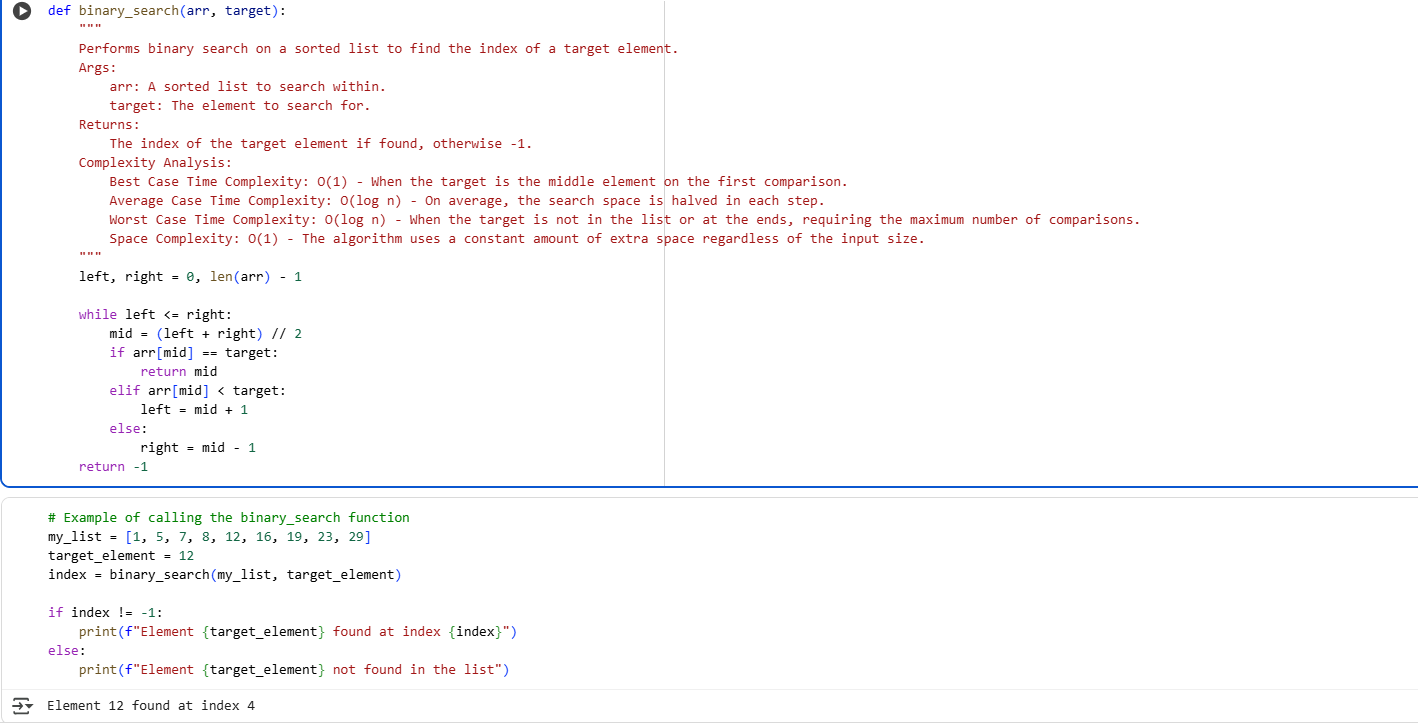 def binary_search(arr, target):
    """
    Performs binary search on a sorted list to find the index of a target element.
    Args:
        arr: A sorted list to search within.
        target: The element to search for.
    Returns:
        The index of the target element if found, otherwise -1.
    Complexity Analysis:
        Best Case Time Complexity: O(1) - When the target is the middle element on the first comparison.
        Average Case Time Complexity: O(log n) - On average, the search space is halved in each step.
        Worst Case Time Complexity: O(log n) - When the target is not in the list or at the ends, requiring the maximum number of comparisons.
        Space Complexity: O(1) - The algorithm uses a constant amount of extra space regardless of the input size.
    """
    left, right = 0, len(arr) - 1

    while left <= right:
        mid = (left + right) // 2
        if arr[mid] == target:
            return mid
        elif arr[mid] < target:
            left = mid + 1
        else:
            right = mid - 1
    return -1

# Example of calling the binary_search function
my_list = [1, 5, 7, 8, 12, 16, 19, 23, 29]
target_element = 12
index = binary_search(my_list, target_element)

if index != -1:
    print(f"Element {target_element} found at index {index}")
else:
    print(f"Element {target_element} not found in the list")

Element 12 found at index 4